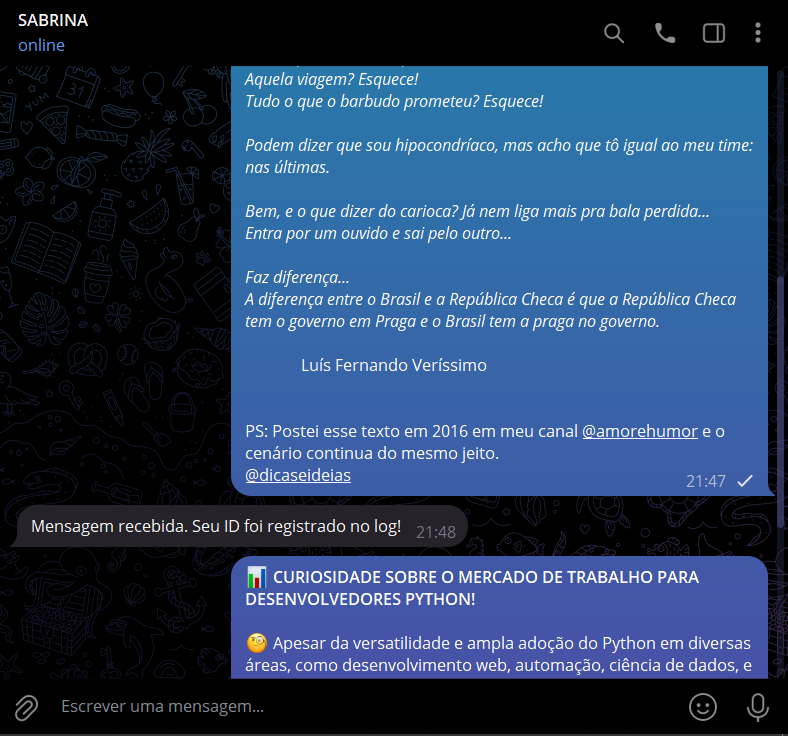 SABRINA
online
Aquela viagem? Esquece!
Tudo o que o barbudo prometeu? Esquece!
Podem dizer que sou hipocondríaco, mas acho que tô igual ao meu time:
nas últimas.
Bem, e o que dizer do carioca? Já nem liga mais pra bala perdida...
Entra por um ouvido e sai pelo outro...
Faz diferença...
A diferença entre o Brasil e a República Checa é que a República Checa
tem o governo em Praga e o Brasil tem a praga no governo.
Luís Fernando Veríssimo
PS: Postei esse texto em 2016 em meu canal @amorehumor e o
cenário continua do mesmo jeito.
@dicaseideias
21:47
Mensagem recebida. Seu ID foi registrado no log! 21:48
📊 CURIOSIDADE SOBRE O MERCADO DE TRABALHO PARA
DESENVOLVEDORES PYTHON!
🧐 Apesar da versatilidade e ampla adoção do Python em diversas
áreas, como desenvolvimento web, automação, ciência de dados, e
Escrever uma mensagem...